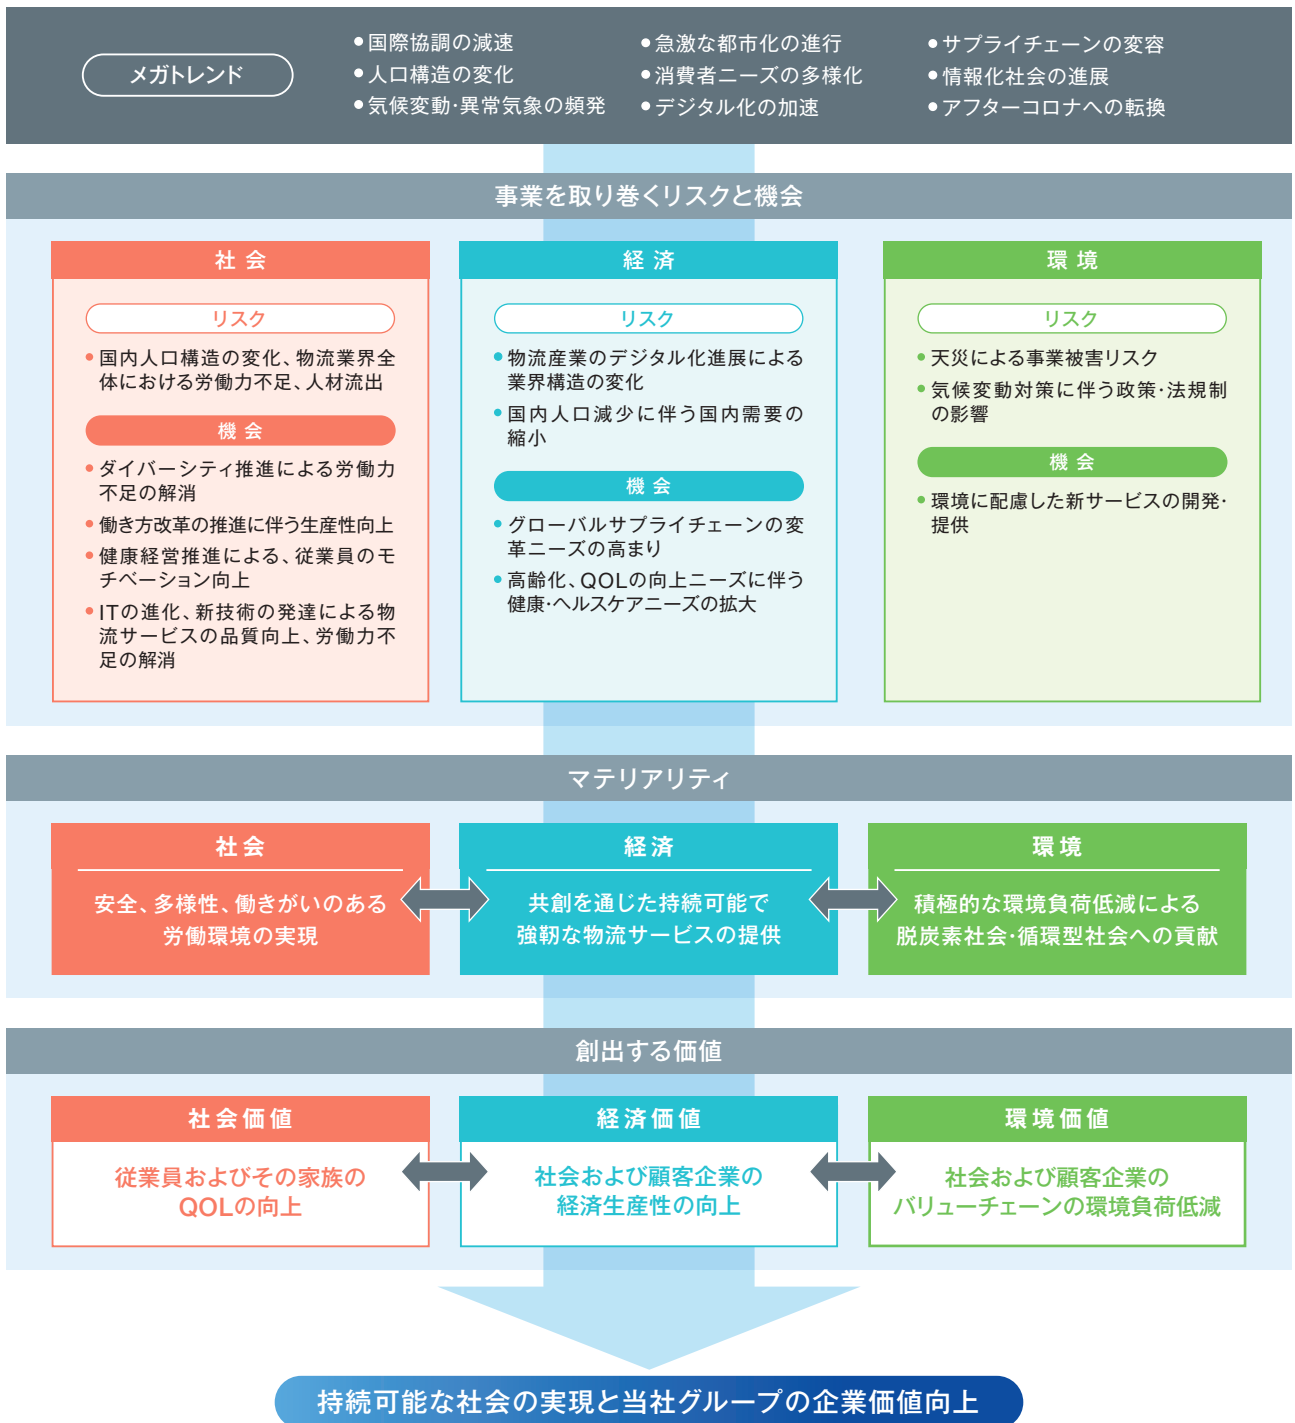 メガトレンド
●国際協調の減速
●人口構造の変化
●気候変動・異常気象の頻発
●急激な都市化の進行
●消費者ニーズの多様化
●デジタル化の加速
●サプライチェーンの変容
●情報化社会の進展
●アフターコロナへの転換
事業を取り巻くリスクと機会
社会
リスク
●国内人口構造の変化、物流業界全
体における労働力不足、人材流出
機会
●ダイバーシティ推進による労働力
不足の解消
●働き方改革の推進に伴う生産性向上
●健康経営推進による、従業員のモ
チベーション向上
●ITの進化、新技術の発達による物
流サービスの品質向上、労働力不
足の解消
経済
リスク
●物流産業のデジタル化進展による
業界構造の変化
●国内人口減少に伴う国内需要の
縮小
機会
●グローバルサプライチェーンの変
革ニーズの高まり
●高齢化、QOLの向上ニーズに伴う
健康・ヘルスケアニーズの拡大
環境
リスク
●天災による事業被害リスク
●気候変動対策に伴う政策・法規制
の影響
機会
●環境に配慮した新サービスの開発・
提供
マテリアリティ
社会
安全、多様性、働きがいのある
労働環境の実現
経済
共創を通じた持続可能で
強靭な物流サービスの提供
環境
積極的な環境負荷低減による
脱炭素社会・循環型社会への貢献
創出する価値
社会価値
従業員およびその家族の
QOLの向上
経済価値
社会および顧客企業の
経済生産性の向上
環境価値
社会および顧客企業の
バリューチェーンの環境負荷低減
持続可能な社会の実現と当社グループの企業価値向上